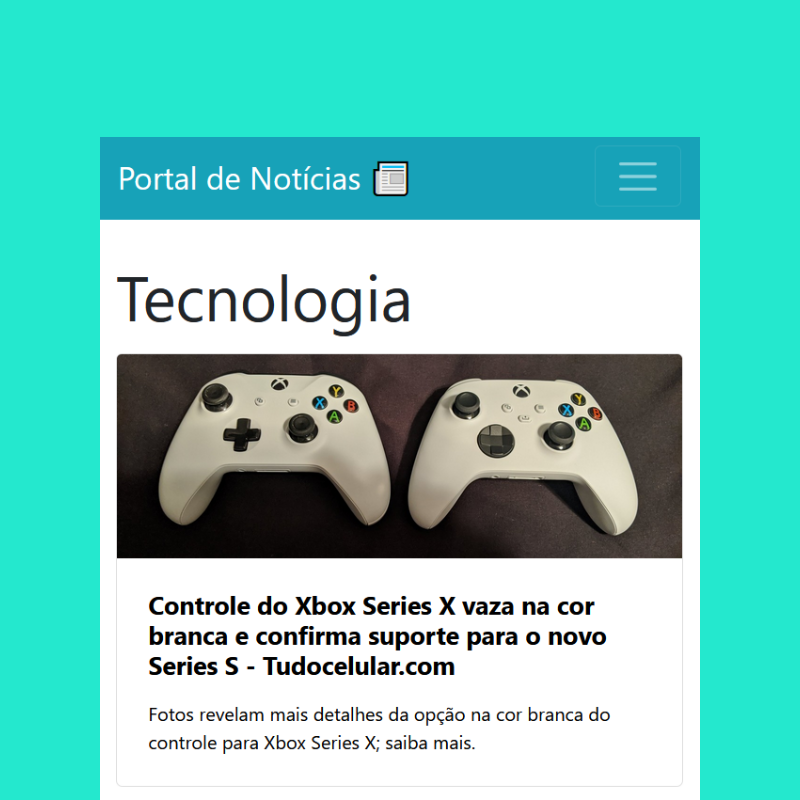 Portal de Notícias
Tecnologia
Y
X B
A
Y
X B
A
Controle do Xbox Series X vaza na cor
branca e confirma suporte para o novo
Series S - Tudocelular.com
Fotos revelam mais detalhes da opção na cor branca do
controle para Xbox Series X; saiba mais.